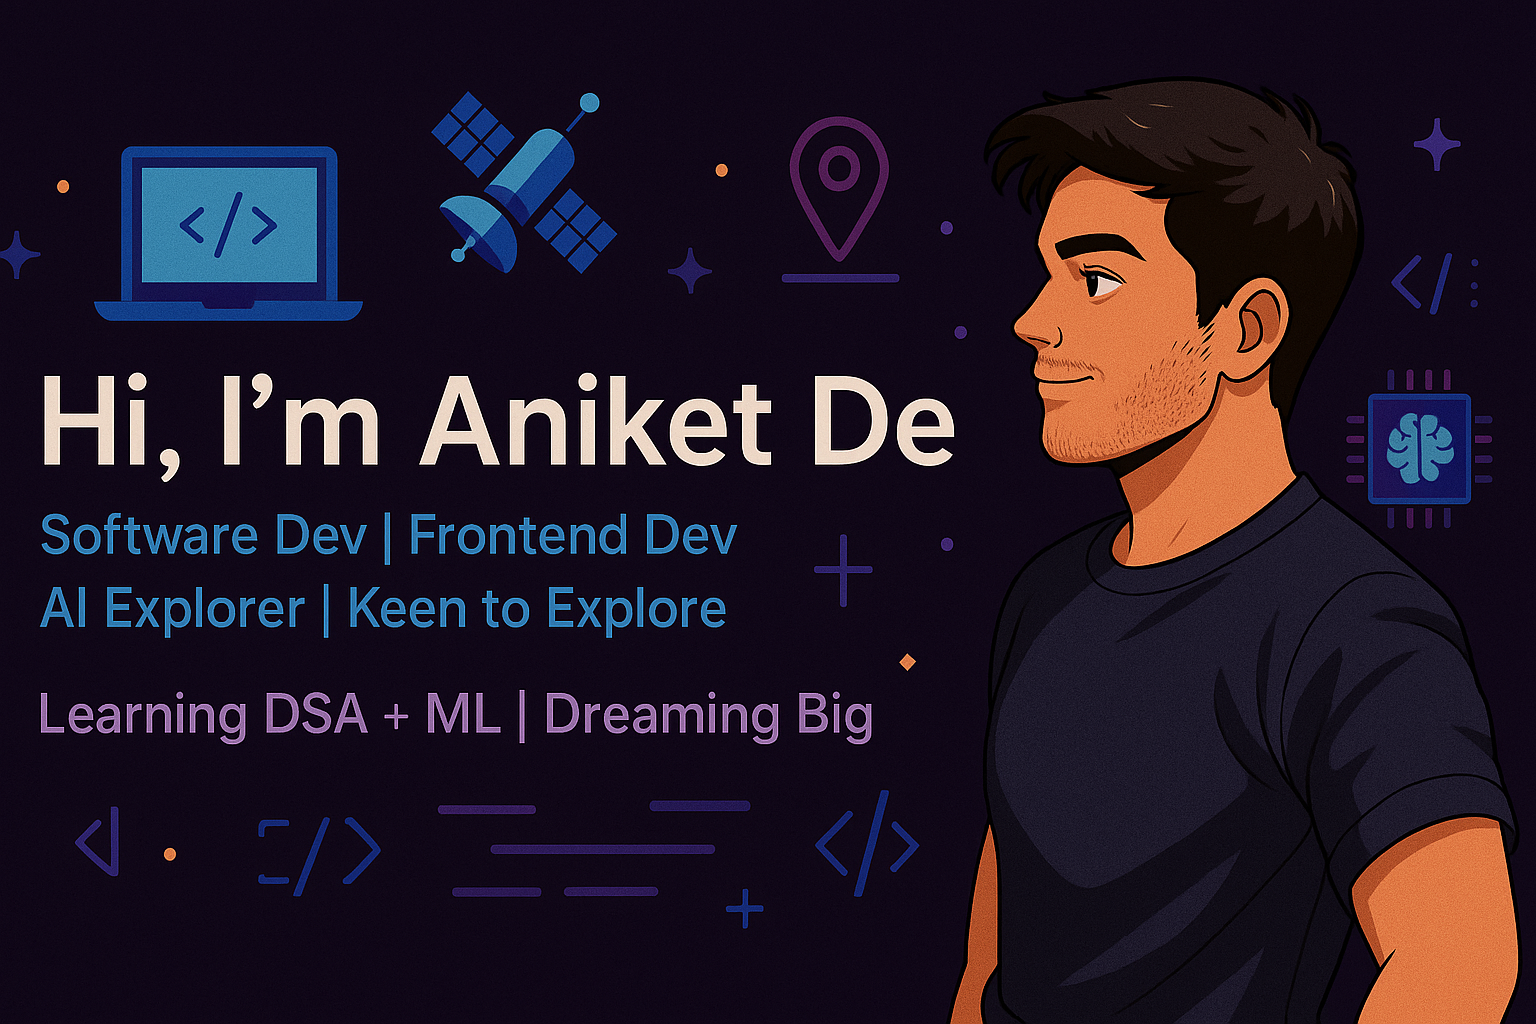 Hi, I’m Aniket De
Software Dev | Frontend Dev
AI Explorer | Keen to Explore
Learning DSA + ML | Dreaming Big